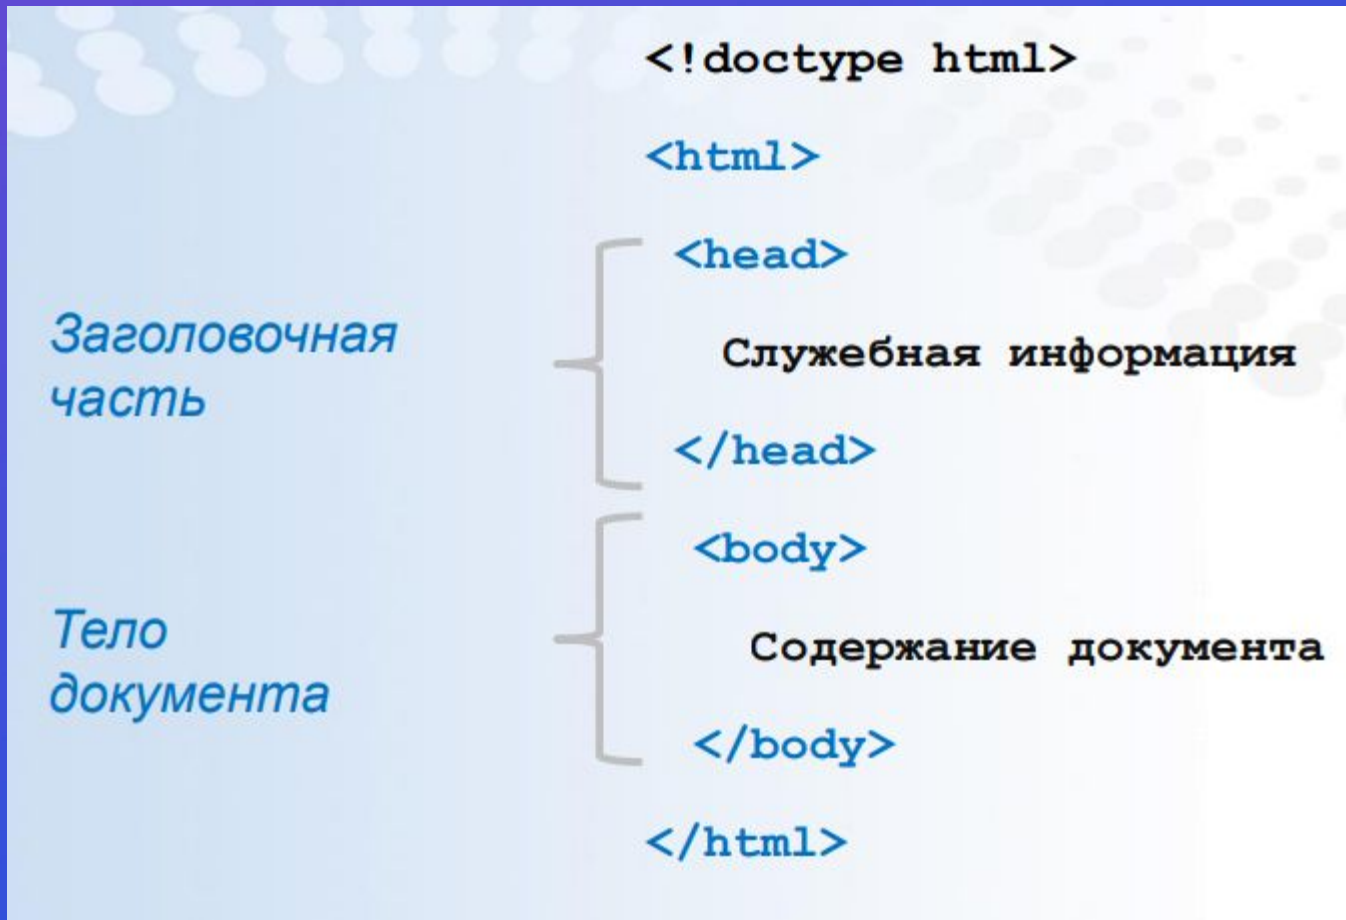 <!doctype html>
<html>
<head>
Заголовочная
часть
Служебная информация
</head>
<body>
Тело
документа
Содержание документа
</body>
</html>